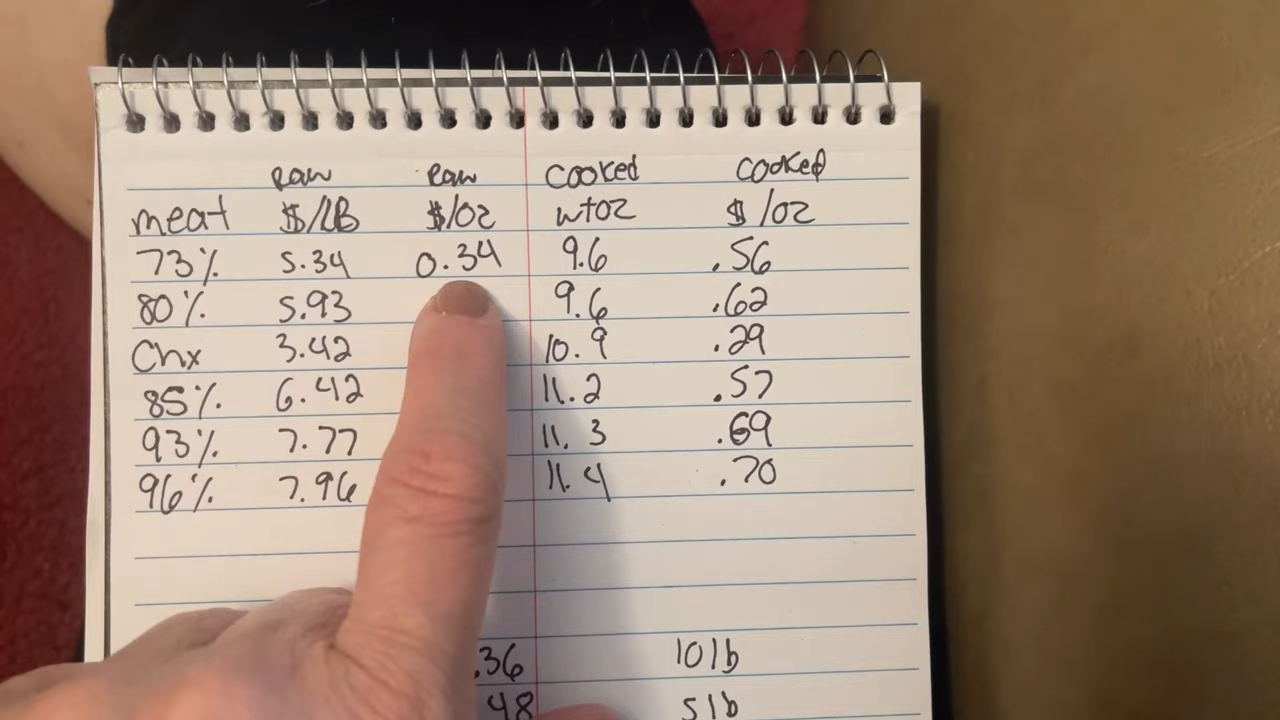 Raw Raw Cooked Cooked
meat $/LB $/OZ wt oz $/oz
73% 5.34 0.34 9.6 .56
80% 5.93 9.6 .62
Chx 3.42 10.9 .29
85% 6.42 11.2 .57
93% 7.77 11.3 .69
96% 7.96 11.4 .70
.36 10 lb
.48 5 lb